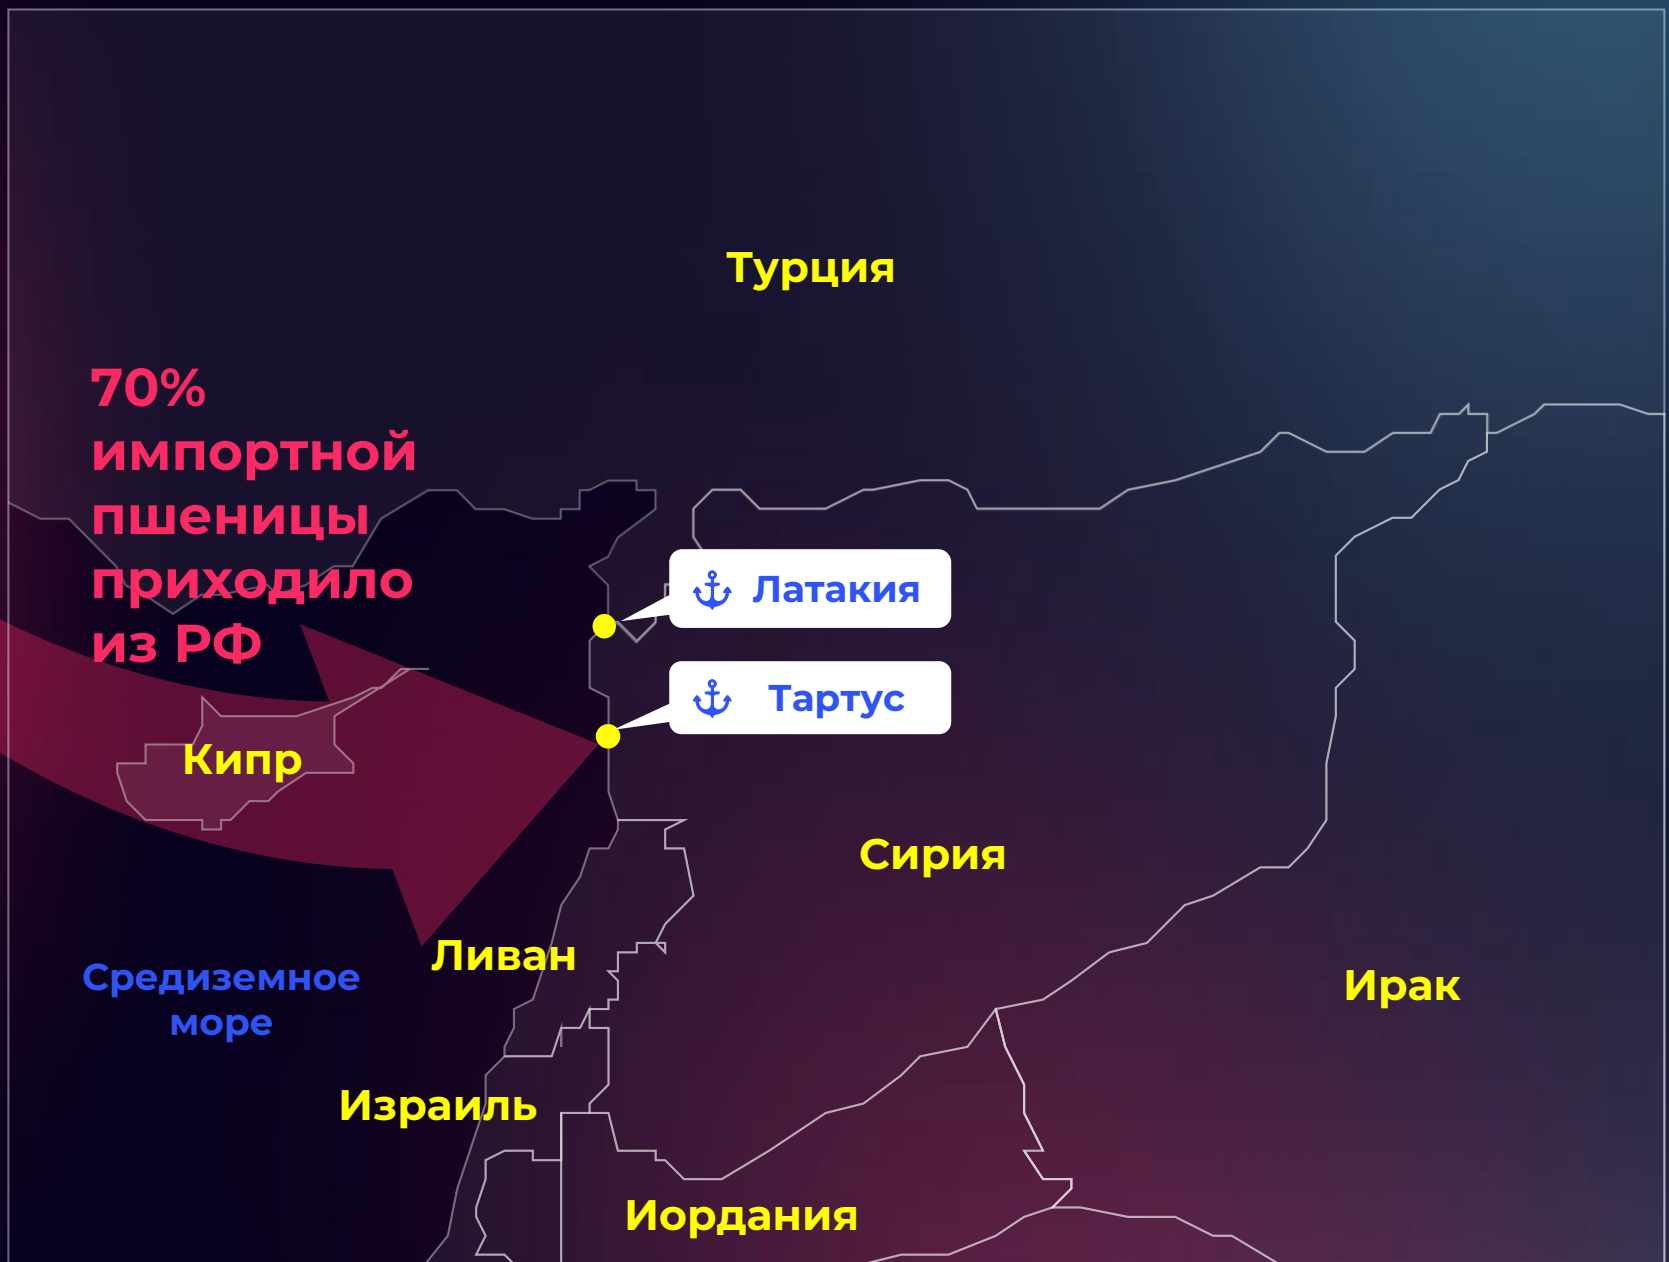 Турция
70%
импортной
пшеницы
приходило
из РФ
Латакия
Тартус
Кипр
Сирия
Ливан
Средиземное
море
Ирак
Израиль
Иордания